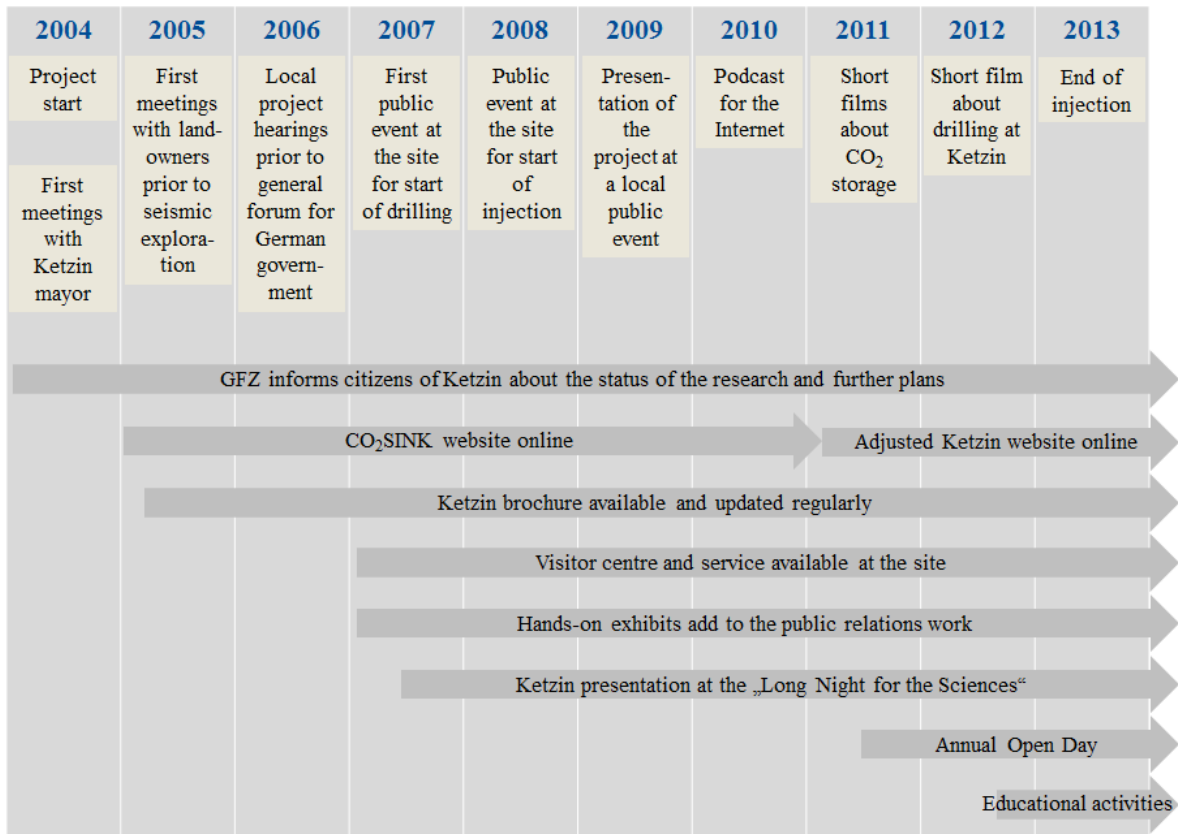 2004 2005 2006 2007 2008 2009 2010 2011 2012 2013
Project
start
First
meetings
with
Ketzin
mayor
First
meetings
with land-
owners
prior to
seismic
explora-
tion
Local
project
hearings
prior to
general
forum for
German
govern-
ment
First
public
event at
the site
for start
of drilling
Public
event at
the site
for start
of
injection
Presen-
tation of
the
project at
a local
public
event
Podcast
for the
Internet
Short
films
about
CO₂
storage
Short film
about
drilling at
Ketzin
End of
injection
GFZ informs citizens of Ketzin about the status of the research and further plans
CO₂SINK website online
Adjusted Ketzin website online
Ketzin brochure available and updated regularly
Visitor centre and service available at the site
Hands-on exhibits add to the public relations work
Ketzin presentation at the „Long Night for the Sciences“
Annual Open Day
Educational activities